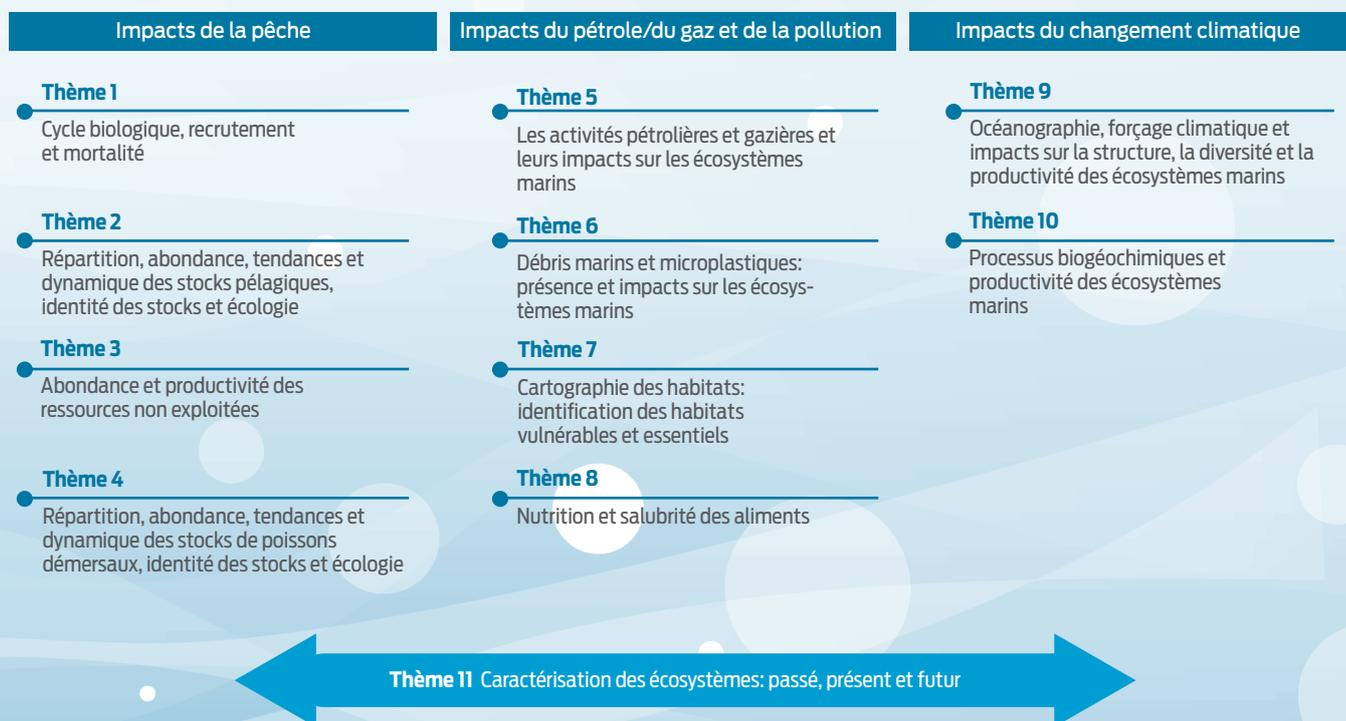 Impacts de la pêche
Thème 1
Cycle biologique, recrutement
et mortalité
Thème 2
Répartition, abondance, tendances et
dynamique des stocks pélagiques,
identité des stocks et écologie
Thème 3
Abondance et productivité des
ressources non exploitées
Thème 4
Répartition, abondance, tendances et
dynamique des stocks de poissons
démersaux, identité des stocks et écologie
Impacts du pétrole/du gaz et de la pollution
Thème 5
Les activités pétrolières et gazières et
leurs impacts sur les écosystèmes
marins
Thème 6
Débris marins et microplastiques:
présence et impacts sur les écosys-
tèmes marins
Thème 7
Cartographie des habitats:
identification des habitats
vulnérables et essentiels
Thème 8
Nutrition et salubrité des aliments
Impacts du changement climatique
Thème 9
Océanographie, forçage climatique et
impacts sur la structure, la diversité et la
productivité des écosystèmes marins
Thème 10
Processus biogéochimiques et
productivité des écosystèmes
marins
Thème 11 Caractérisation des écosystèmes: passé, présent et futur